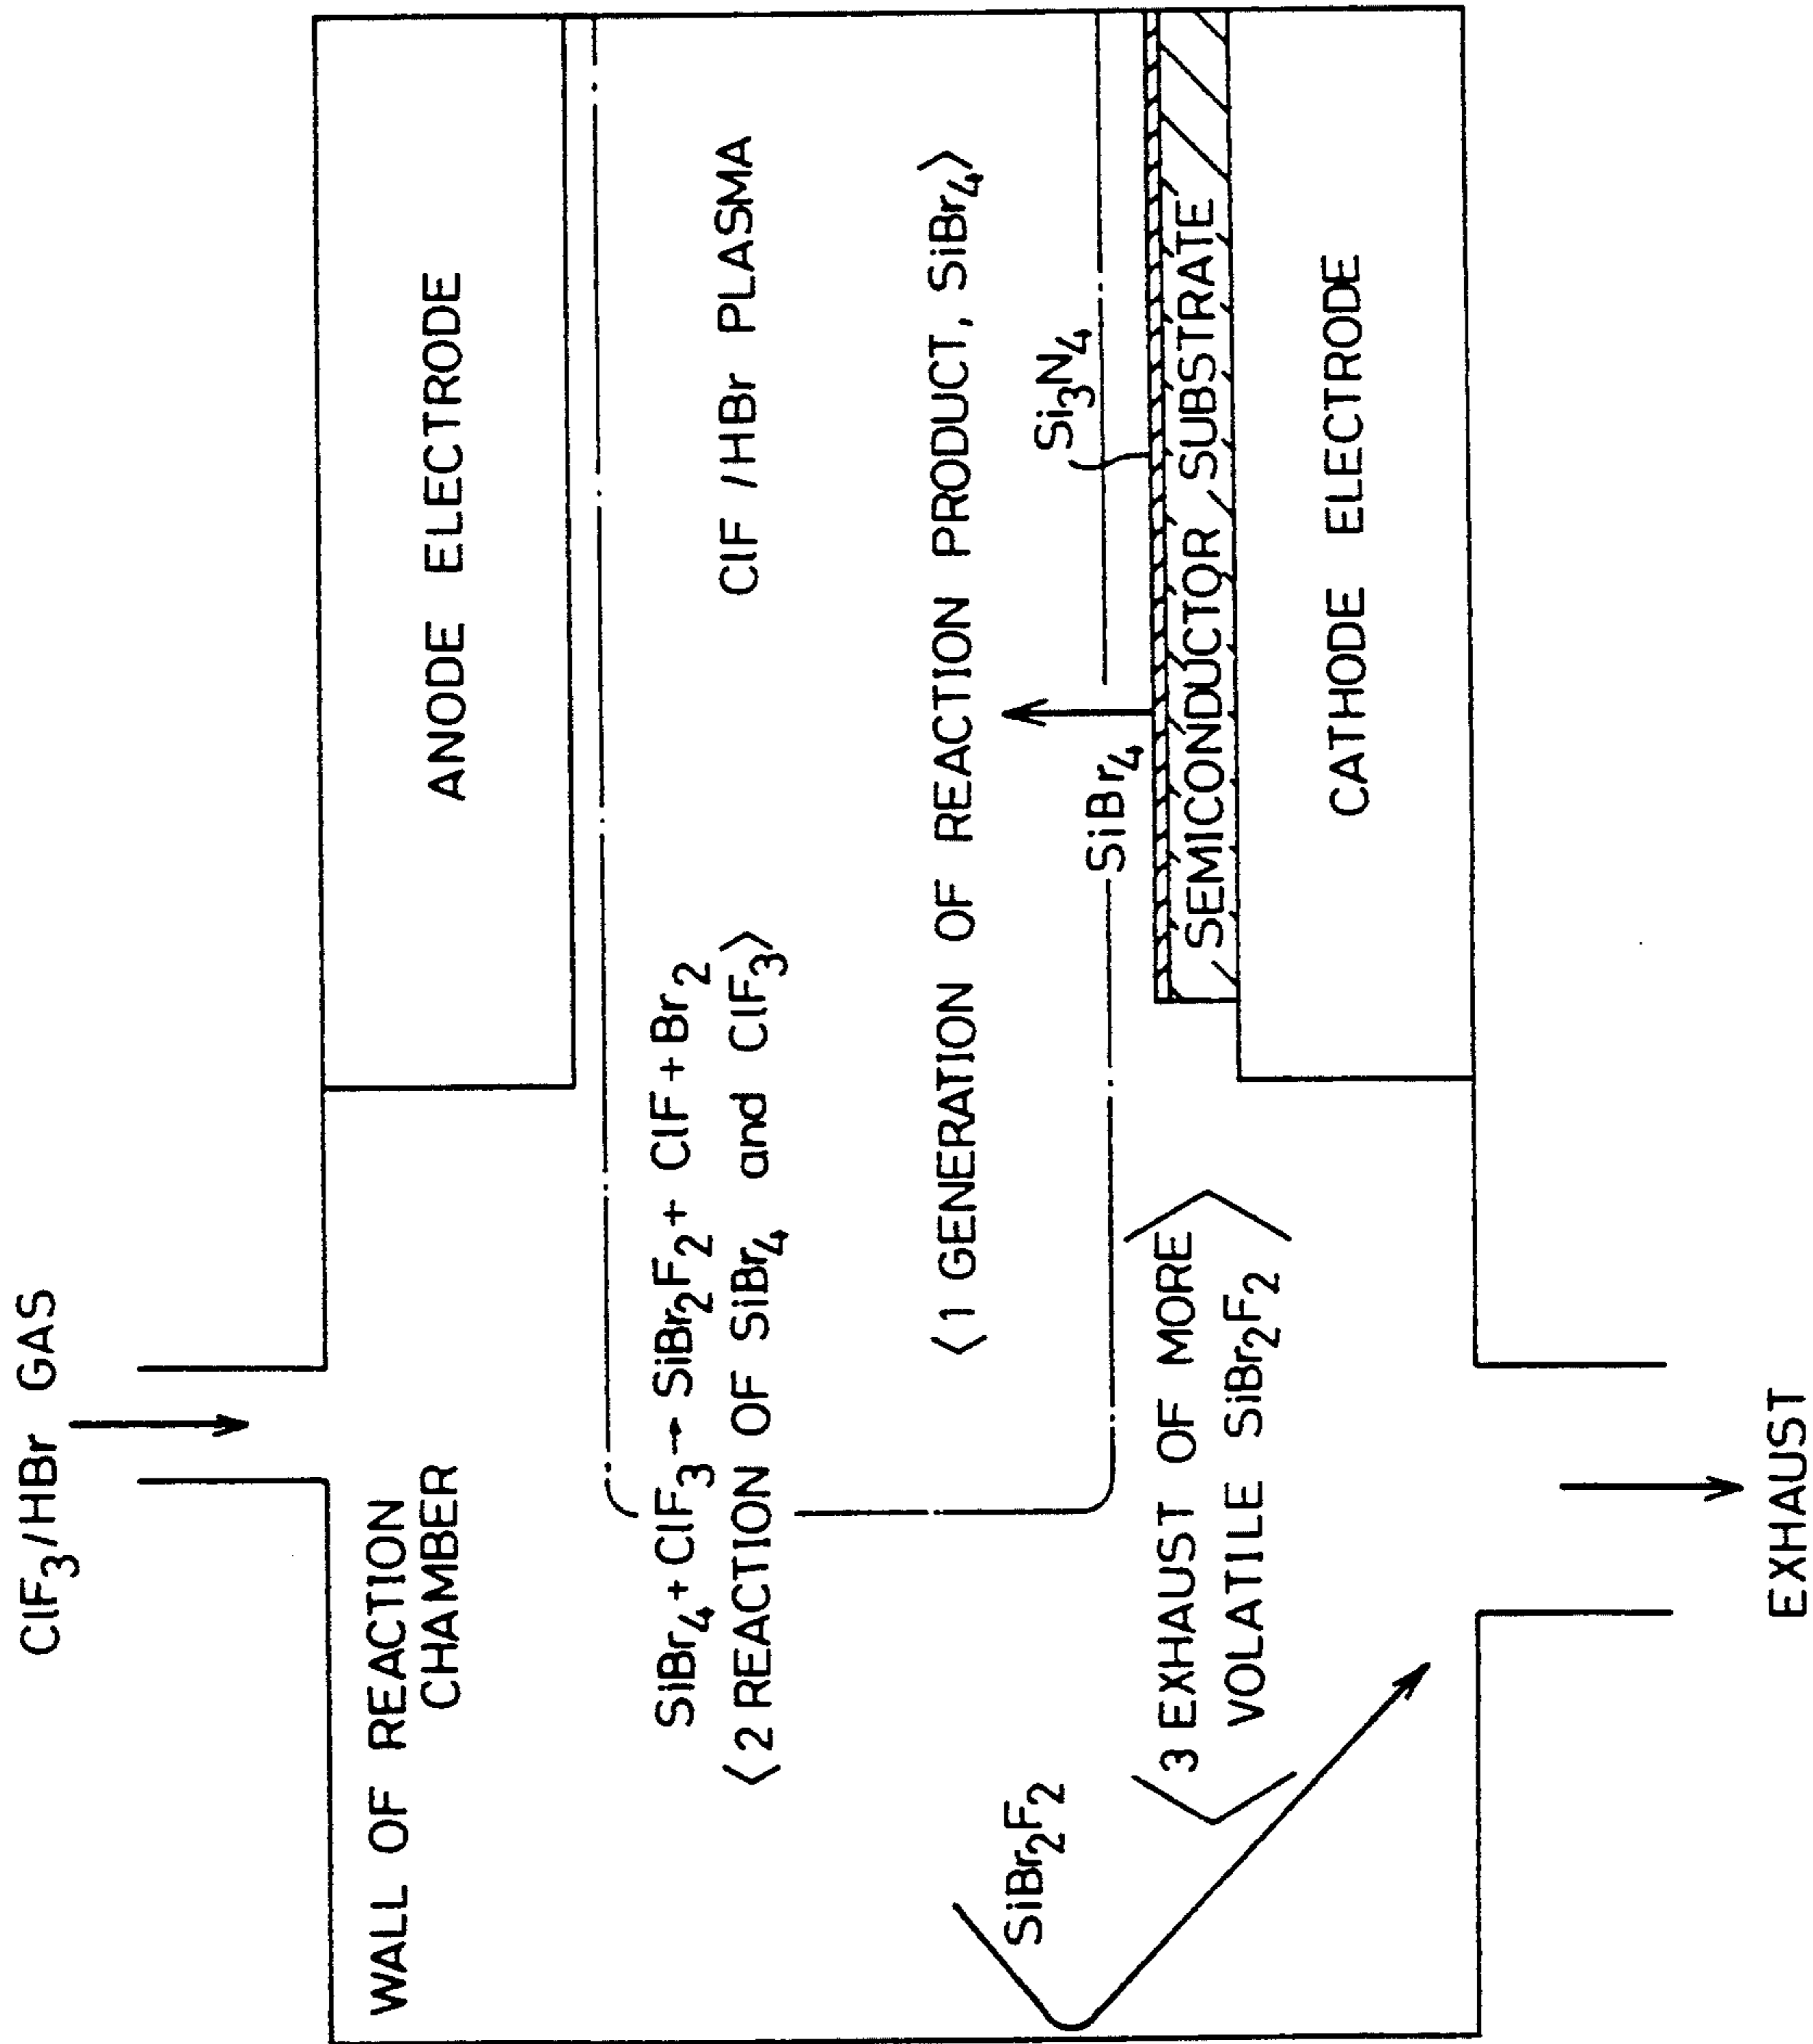 ClF₃/HBr GAS
WALL OF REACTION
CHAMBER
ANODE ELECTRODE
SiBr₄+ClF₃→SiBr₂F₂+ClF+Br₂
⟨2 REACTION OF SiBr₄ and ClF₃⟩
ClF/HBr PLASMA
⟨1 GENERATION OF REACTION PRODUCT, SiBr₄⟩
SiBr₂F₂
SiBr₄
Si₃N₄
⟨3 EXHAUST OF MORE
VOLATILE SiBr₂F₂⟩
SEMICONDUCTOR SUBSTRATE
CATHODE ELECTRODE
EXHAUST